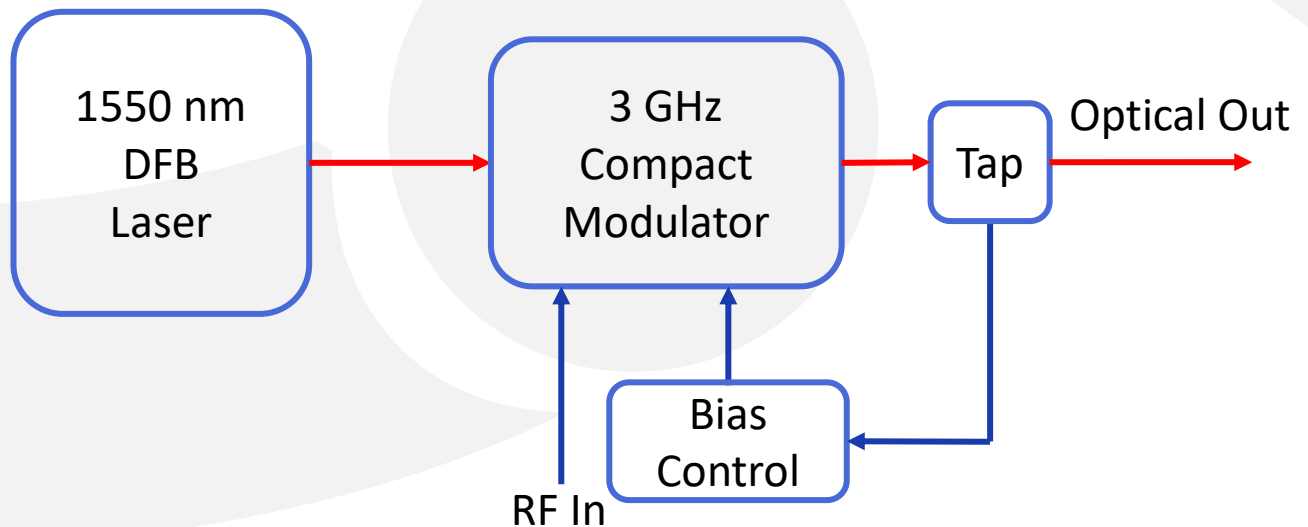 1550 nm
DFB
Laser
3 GHz
Compact
Modulator
Tap
Optical Out
Bias
Control
RF In